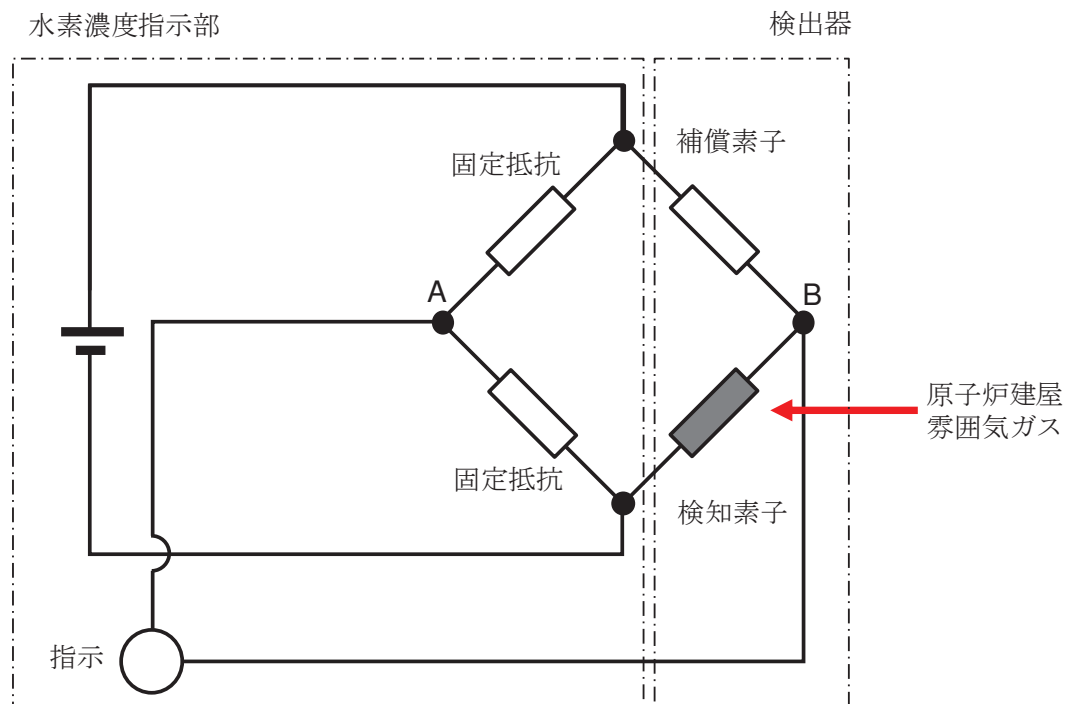 水素濃度指示部
検出器
補償素子
固定抵抗
A
B
原子炉建屋
雰囲気ガス
固定抵抗
検知素子
指示